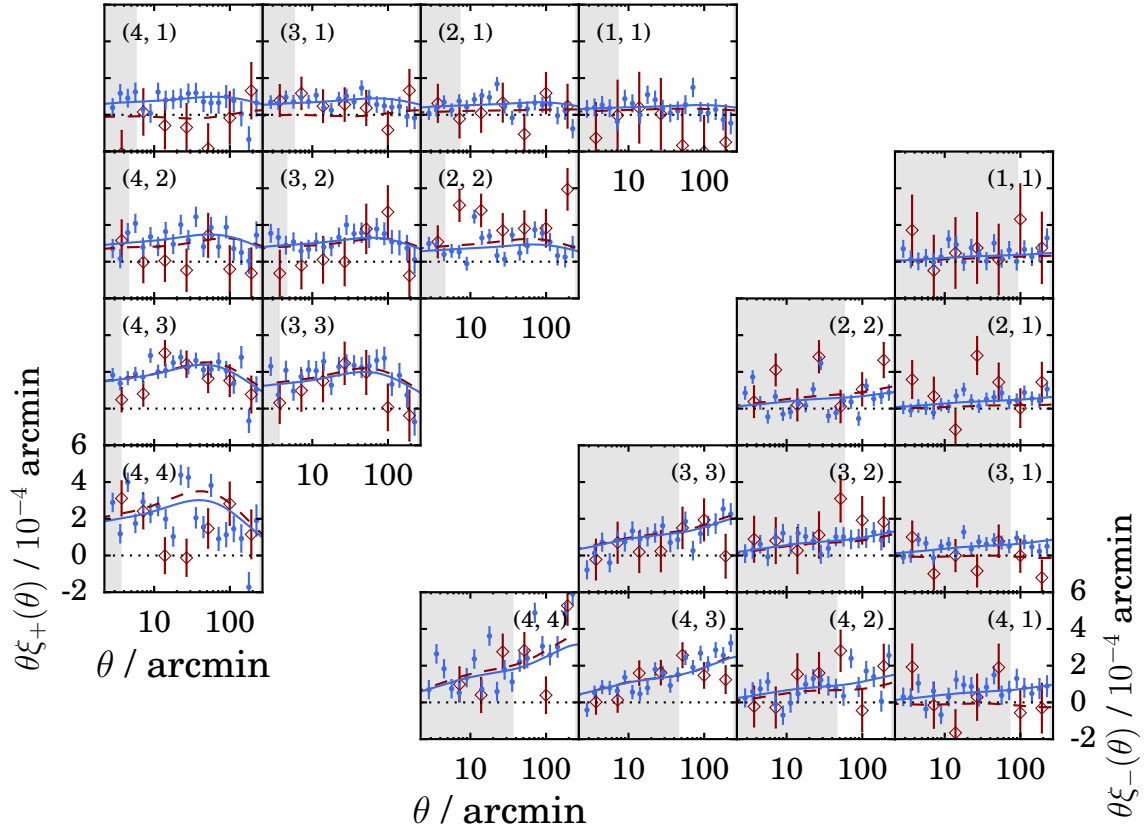 (4, 1) (3, 1) (2, 1) (1, 1)
10 100
(4, 2) (3, 2) (2, 2) (1, 1)
10 100
(4, 3) (3, 3) (2, 2) (2, 1)
10 100
6
4
2
0
-2
(4, 4) (3, 3) (3, 2) (3, 1)
10 100
θξ₊(θ) / 10⁻⁴ arcmin
θ / arcmin
(4, 4) (4, 3) (4, 2) (4, 1)
6
4
2
0
-2
10 100 10 100 10 100 10 100
θ / arcmin
θξ₋(θ) / 10⁻⁴ arcmin